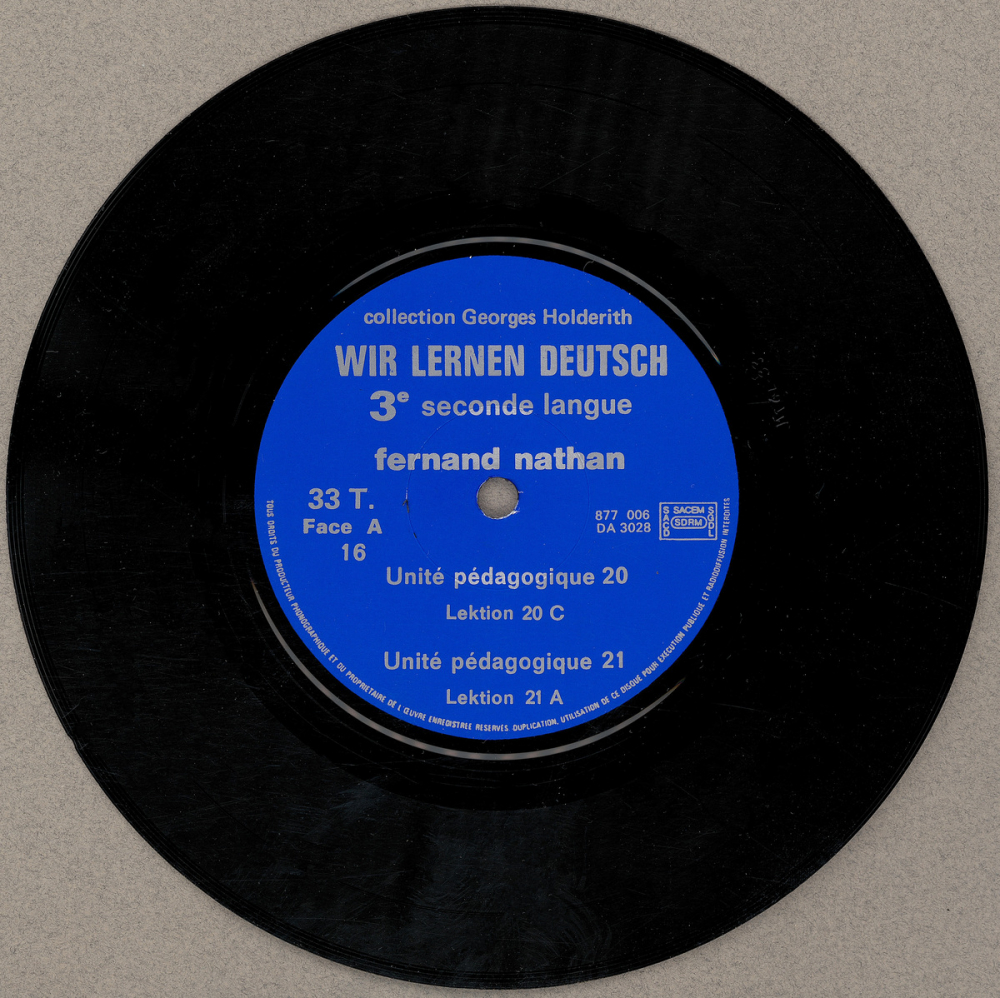 collection Georges Holderith
WIR LERNEN DEUTSCH
3e seconde langue
fernand nathan
33 T.
Face A
16
877 006
DA 3028
SACD SACEM SDRM SGDL
Unité pédagogique 20
Lektion 20 C
Unité pédagogique 21
Lektion 21 A
TOUS DROITS DU PRODUCTEUR PHONOGRAPHIQUE ET DU PROPRIETAIRE DE L'ŒUVRE ENREGISTREE RESERVES. DUPLICATION, UTILISATION DE CE DISQUE POUR EXECUTION PUBLIQUE ET RADIODIFFUSION INTERDITES